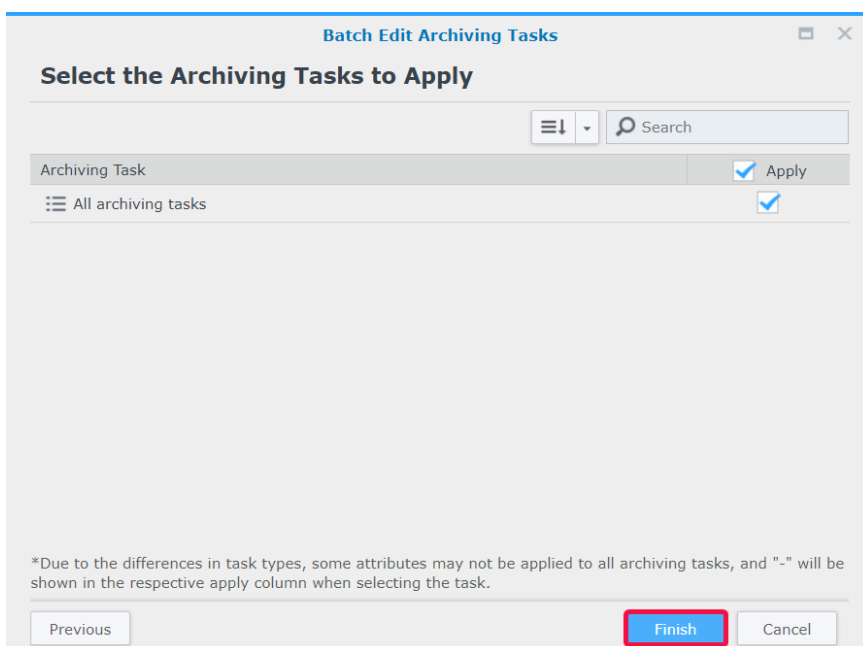 Batch Edit Archiving Tasks
Select the Archiving Tasks to Apply
Search
Archiving Task
Apply
All archiving tasks
*Due to the differences in task types, some attributes may not be applied to all archiving tasks, and "-" will be
shown in the respective apply column when selecting the task.
Previous
Finish
Cancel